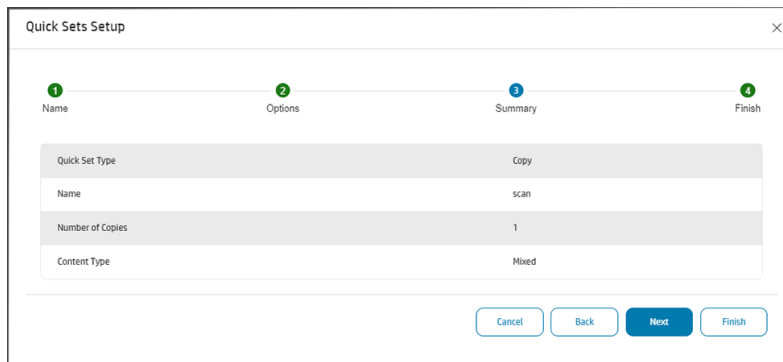 Quick Sets Setup
1 2 3 4
Name Options Summary Finish
Quick Set Type Copy
Name scan
Number of Copies 1
Content Type Mixed
Cancel Back Next Finish